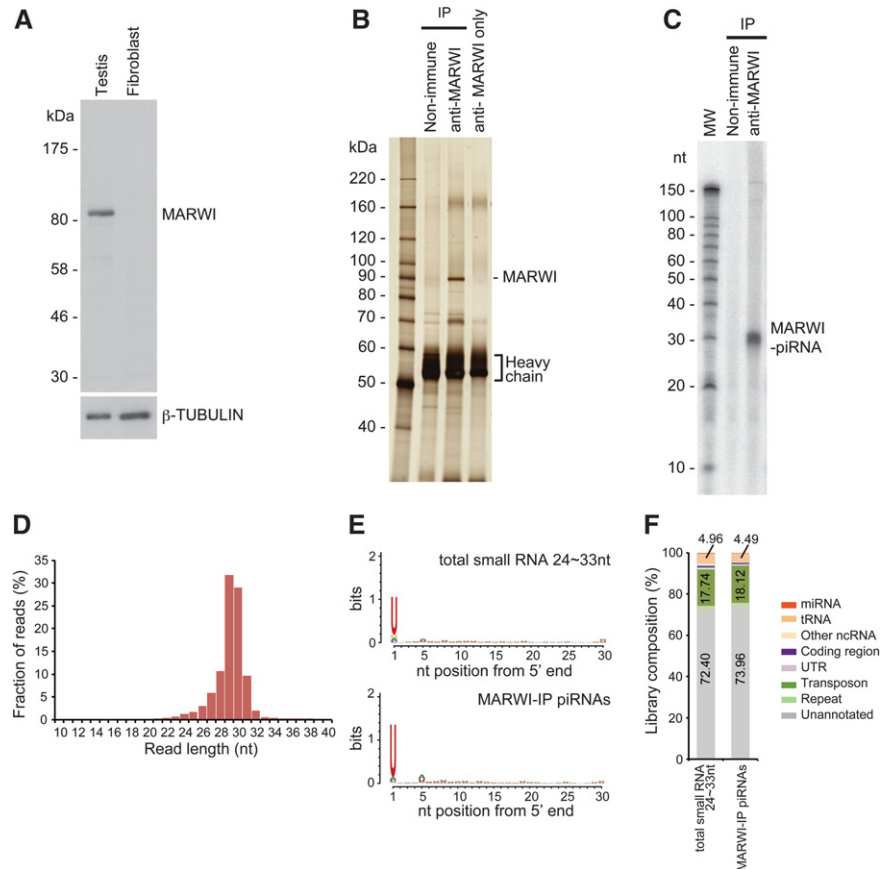 A
Testis
Fibroblast
kDa
175 -
80 -
58 -
46 -
30 -
MARWI
β-TUBULIN
B
IP
Non-immune
anti-MARWI
anti- MARWI only
kDa
220 -
160 -
120 -
100 -
90 -
80 -
70 -
60 -
50 -
40 -
- MARWI
Heavy
chain
C
IP
MW
Non-immune
anti-MARWI
nt
150 -
100 -
90 -
80 -
70 -
60 -
50 -
40 -
30 -
20 -
10 -
MARWI
-piRNA
D
Fraction of reads (%)
35
30
25
20
15
10
5
0
10 12 14 16 18 20 22 24 26 28 30 32 34 36 38 40
Read length (nt)
E
total small RNA 24~33nt
bits
2
1
0
U
1 5 10 15 20 25 30
nt position from 5' end
MARWI-IP piRNAs
bits
2
1
0
U
1 5 10 15 20 25 30
nt position from 5' end
F
Library composition (%)
100
80
60
40
20
0
4.96 4.49
17.74 18.12
72.40 73.96
total small RNA
24~33nt
MARWI-IP piRNAs
miRNA
tRNA
Other ncRNA
Coding region
UTR
Transposon
Repeat
Unannotated